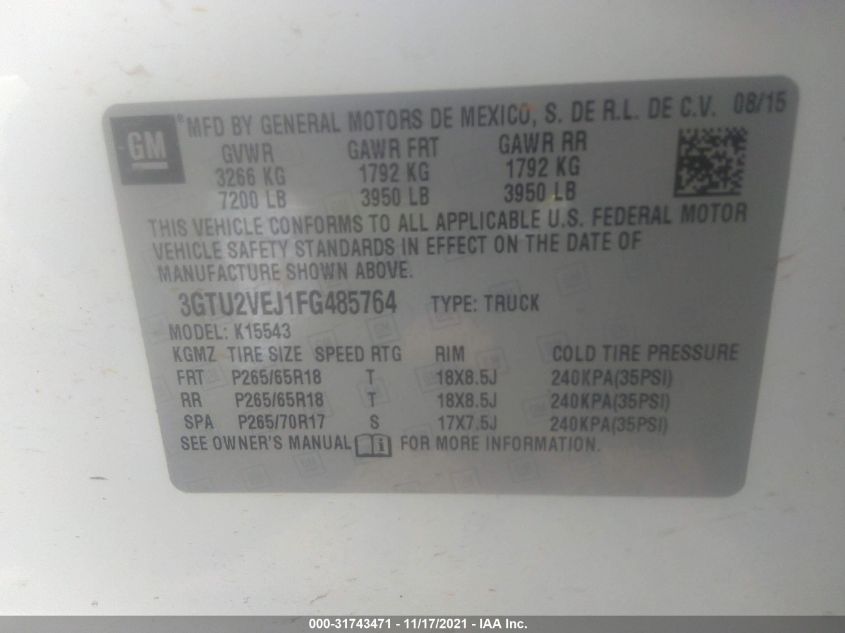 GM ® MFD BY GENERAL MOTORS DE MEXICO, S. DE R.L. DE C.V. 08/15
GVWR GAWR FRT GAWR RR
3266 KG 1792 KG 1792 KG
7200 LB 3950 LB 3950 LB
THIS VEHICLE CONFORMS TO ALL APPLICABLE U.S. FEDERAL MOTOR
VEHICLE SAFETY STANDARDS IN EFFECT ON THE DATE OF
MANUFACTURE SHOWN ABOVE.
3GTU2VEJ1FG485764 TYPE: TRUCK
MODEL: K15543
KGMZ TIRE SIZE SPEED RTG RIM COLD TIRE PRESSURE
FRT P265/65R18 T 18X8.5J 240KPA(35PSI)
RR P265/65R18 T 18X8.5J 240KPA(35PSI)
SPA P265/70R17 S 17X7.5J 240KPA(35PSI)
SEE OWNER'S MANUAL FOR MORE INFORMATION.
000-31743471 - 11/17/2021 - IAA Inc.